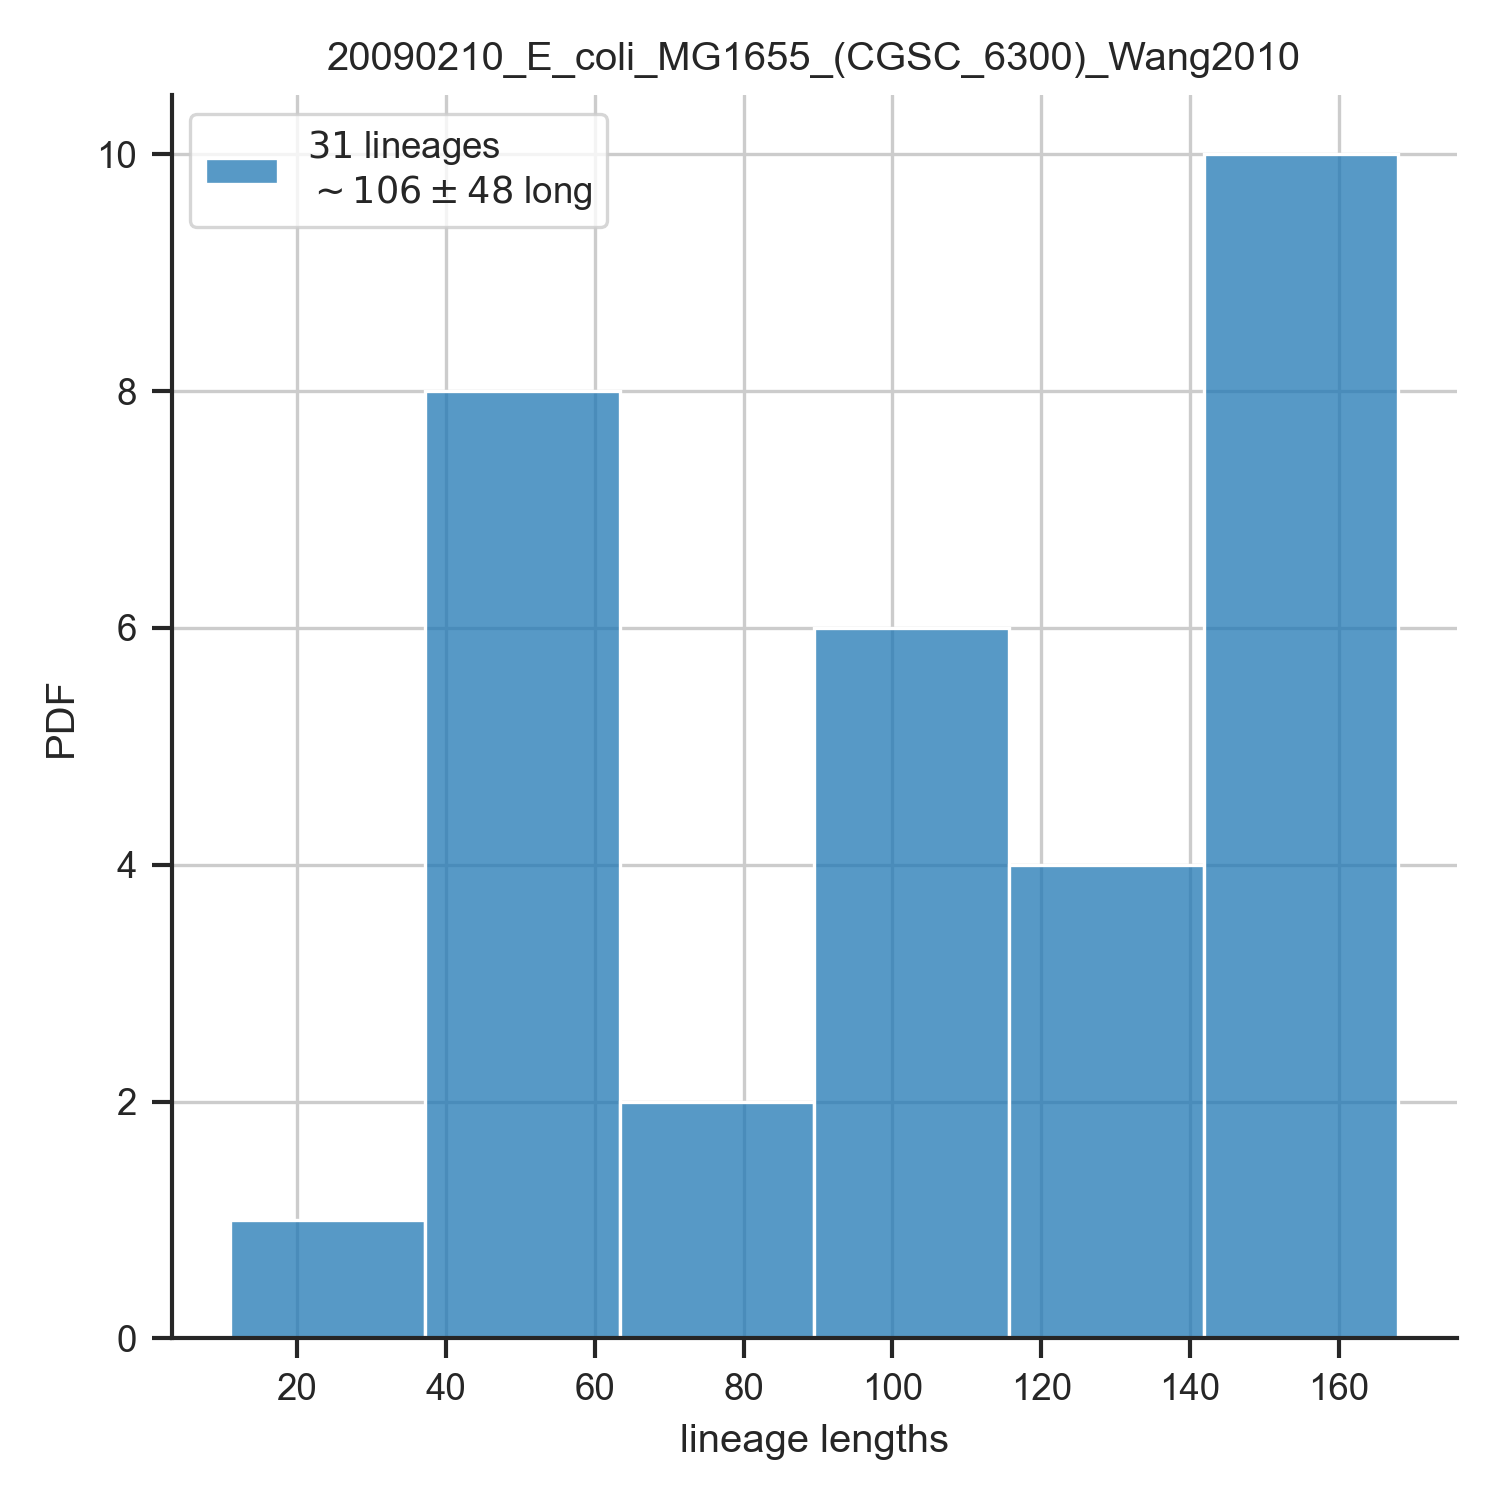 20090210_E_coli_MG1655_(CGSC_6300)_Wang2010
31 lineages
~ 106 ± 48 long
10
8
6
4
2
0
PDF
20 40 60 80 100 120 140 160
lineage lengths